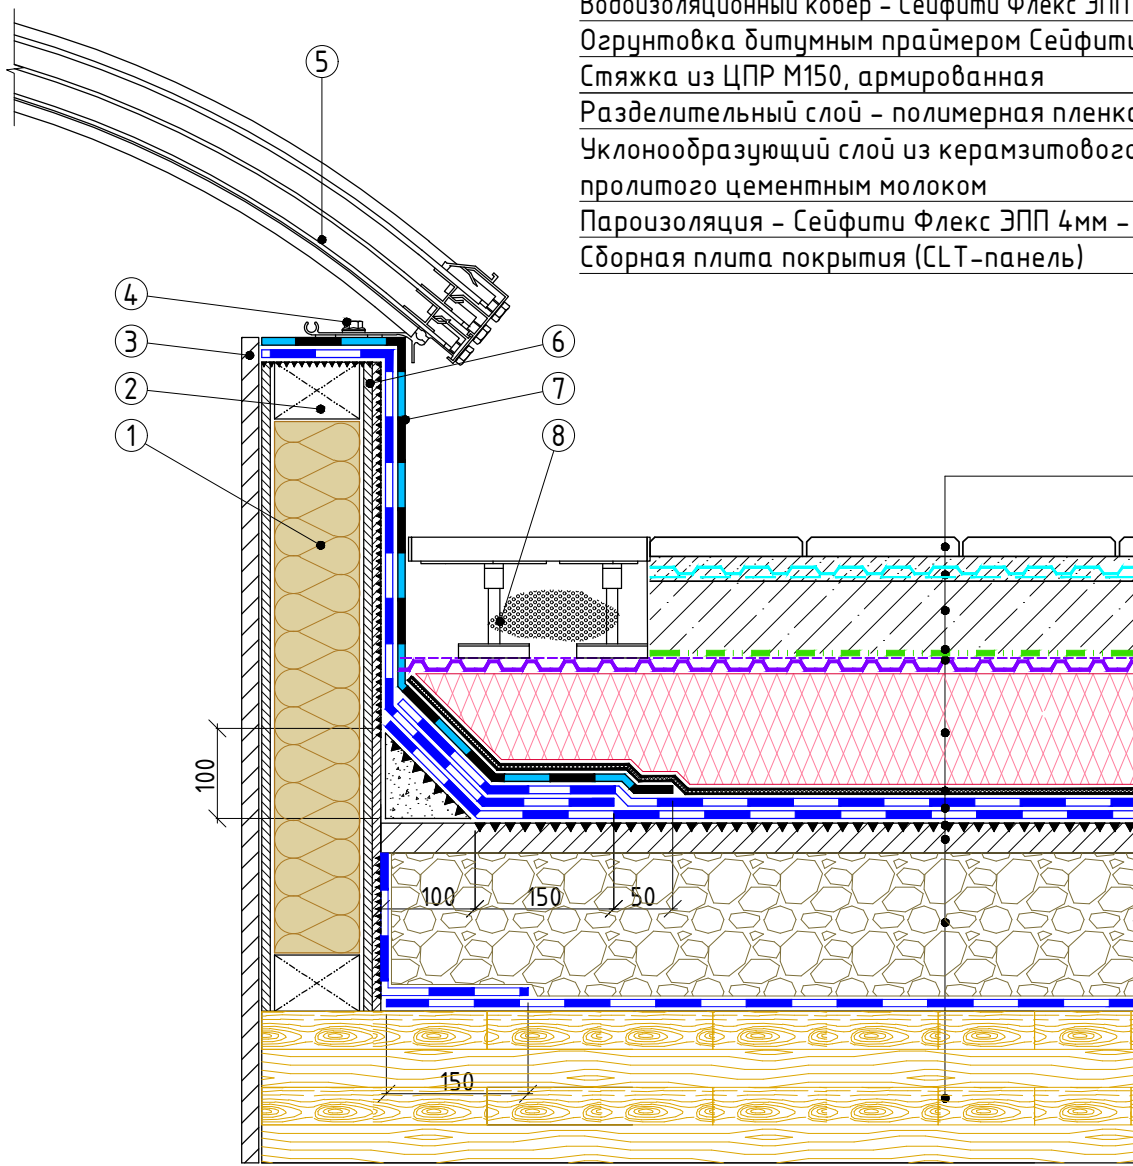 Водоизоляционный ковер – Сейфити Флекс ЭПП
Огрунтовка битумным праймером Сейфити
Стяжка из ЦПР М150, армированная
Разделительный слой – полимерная пленка
Уклонообразующий слой из керамзитового
пролитого цементным молоком
Пароизоляция – Сейфити Флекс ЭПП 4мм –
Сборная плита покрытия (CLT-панель)
5
4
3
6
2
7
1
8
100
100
150
50
150